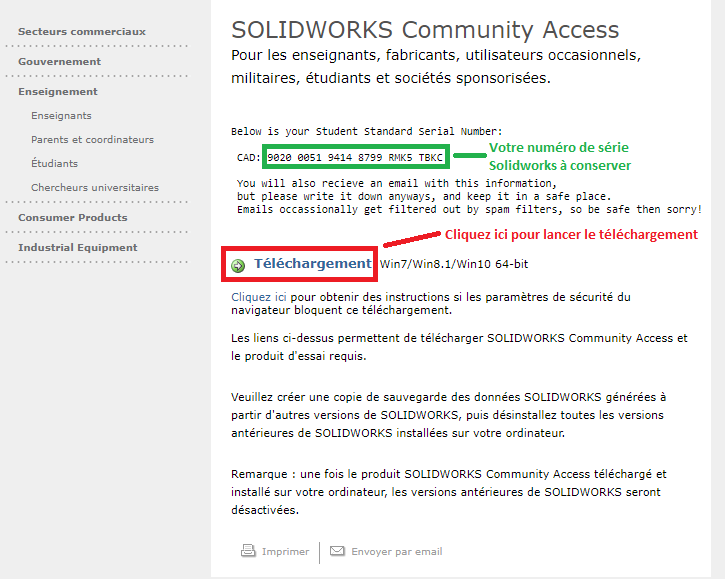 Secteurs commerciaux
Gouvernement
Enseignement
Enseignants
Parents et coordinateurs
Étudiants
Chercheurs universitaires
Consumer Products
Industrial Equipment
SOLIDWORKS Community Access
Pour les enseignants, fabricants, utilisateurs occasionnels,
militaires, étudiants et sociétés sponsorisées.
Below is your Student Standard Serial Number:
CAD: 9020 0051 9414 8799 RMK5 TBKC
Votre numéro de série
Solidworks à conserver
You will also recieve an email with this information,
but please write it down anyways, and keep it in a safe place.
Emails occassionally get filtered out by spam filters, so be safe then sorry!
Cliquez ici pour lancer le téléchargement
Téléchargement Win7/Win8.1/Win10 64-bit
Cliquez ici pour obtenir des instructions si les paramètres de sécurité du
navigateur bloquent ce téléchargement.
Les liens ci-dessus permettent de télécharger SOLIDWORKS Community Access et
le produit d'essai requis.
Veuillez créer une copie de sauvegarde des données SOLIDWORKS générées à
partir d'autres versions de SOLIDWORKS, puis désinstallez toutes les versions
antérieures de SOLIDWORKS installées sur votre ordinateur.
Remarque : une fois le produit SOLIDWORKS Community Access téléchargé et
installé sur votre ordinateur, les versions antérieures de SOLIDWORKS seront
désactivées.
Imprimer
Envoyer par email